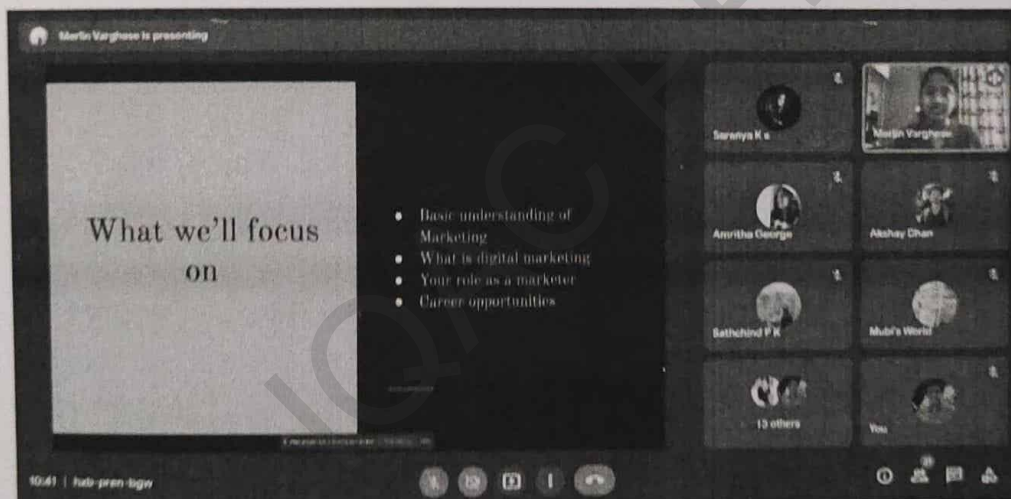 Merlin Varghese is presenting
What we'll focus
on
Basic understanding of
Marketing
What is digital marketing
Your role as a marketer
Career opportunities
Saranya K s
Merlin Varghese
Amritha George
Akshay Dhan
Sathchind P K
Mubi's World
13 others
You
10:41 | hxb-pren-bgw
IQAC